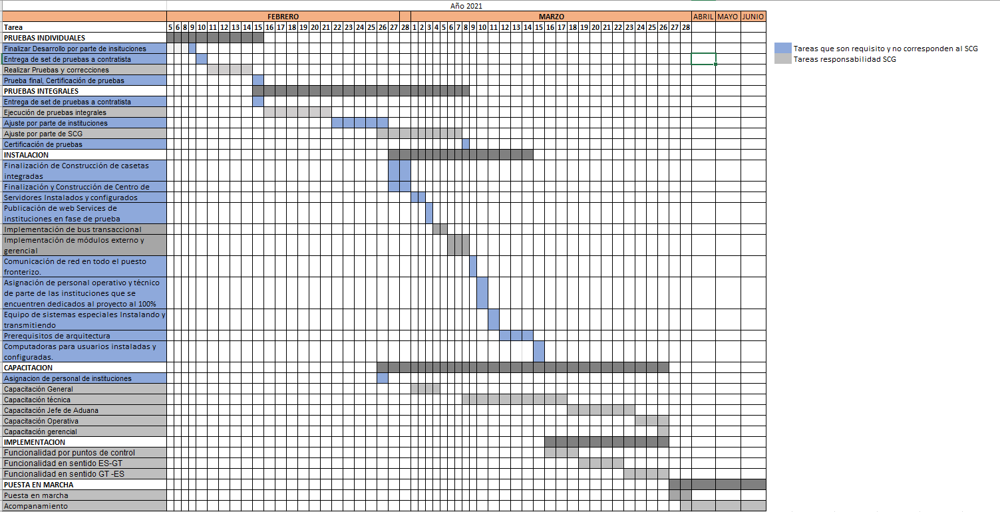 Año 2021
FEBRERO MARZO ABRIL MAYO JUNIO
Tarea 5 6 8 9 10 11 12 13 14 15 16 17 18 19 20 21 22 23 24 25 26 27 28 1 2 3 4 5 6 7 8 9 10 11 12 13 14 15 16 17 18 19 20 21 22 23 24 25 26 27 28
PRUEBAS INDIVIDUALES
Finalizar Desarrollo por parte de insituciones
Tareas que son requisito y no corresponden al SCG
Entrega de set de pruebas a contratista
Tareas responsabilidad SCG
Realizar Pruebas y correcciones
Prueba final, Certificación de pruebas
PRUEBAS INTEGRALES
Entrega de set de pruebas a contratista
Ejecución de pruebas integrales
Ajuste por parte de instituciones
Ajuste por parte de SCG
Certificación de pruebas
INSTALACION
Finalización de Construcción de casetas
integradas
Finalización y Construcción de Centro de
Servidores Instalados y configurados
Publicación de web Services de
instituciones en fase de prueba
Implementación de bus transaccional
Implementación de módulos externo y
gerencial
Comunicación de red en todo el puesto
fronterizo.
Asignación de personal operativo y técnico
de parte de las instituciones que se
encuentren dedicados al proyecto al 100%
Equipo de sistemas especiales Instalando y
transmitiendo
Prerequisitos de arquitectura
Computadoras para usuarios instaladas y
configuradas.
CAPACITACION
Asignacion de personal de instituciones
Capacitación General
Capacitación técnica
Capacitación Jefe de Aduana
Capacitación Operativa
Capacitación gerencial
IMPLEMENTACION
Funcionalidad por puntos de control
Funcionalidad en sentido ES-GT
Funcionalidad en sentido GT -ES
PUESTA EN MARCHA
Puesta en marcha
Acompanamiento